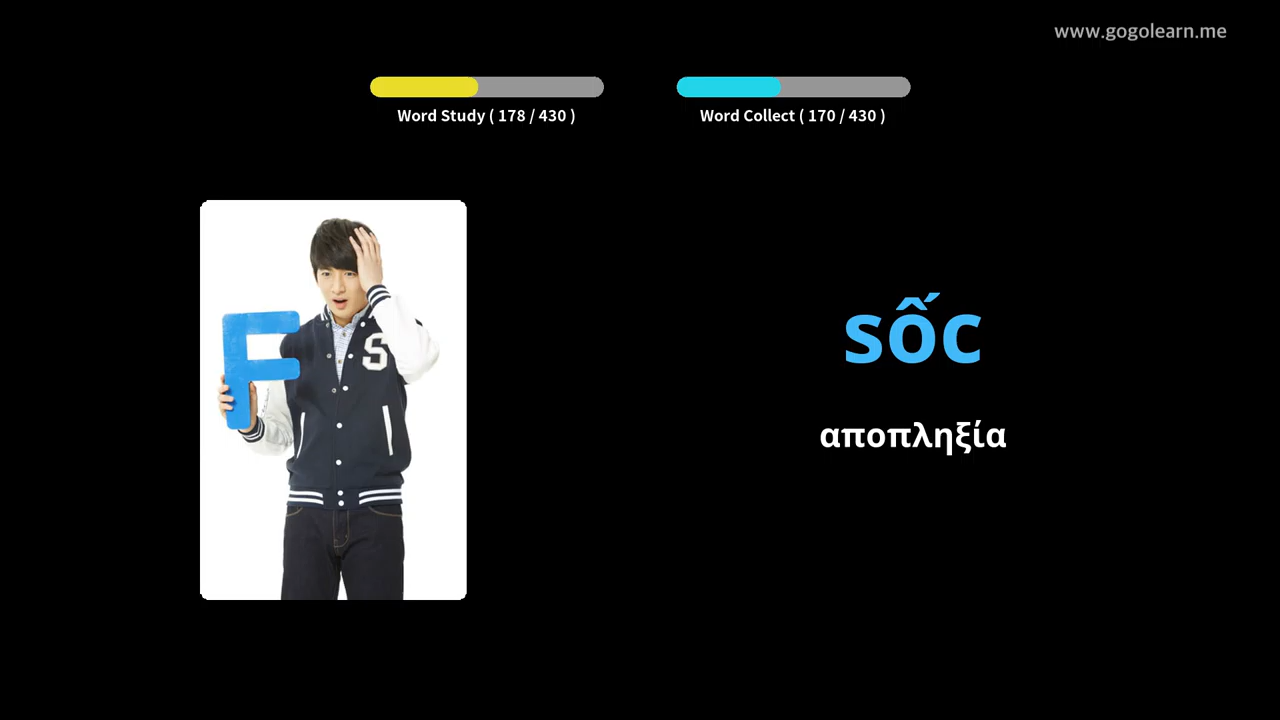 www.gogolearn.me
Word Study ( 178 / 430 )
Word Collect ( 170 / 430 )
F
S
sốc
αποπληξία